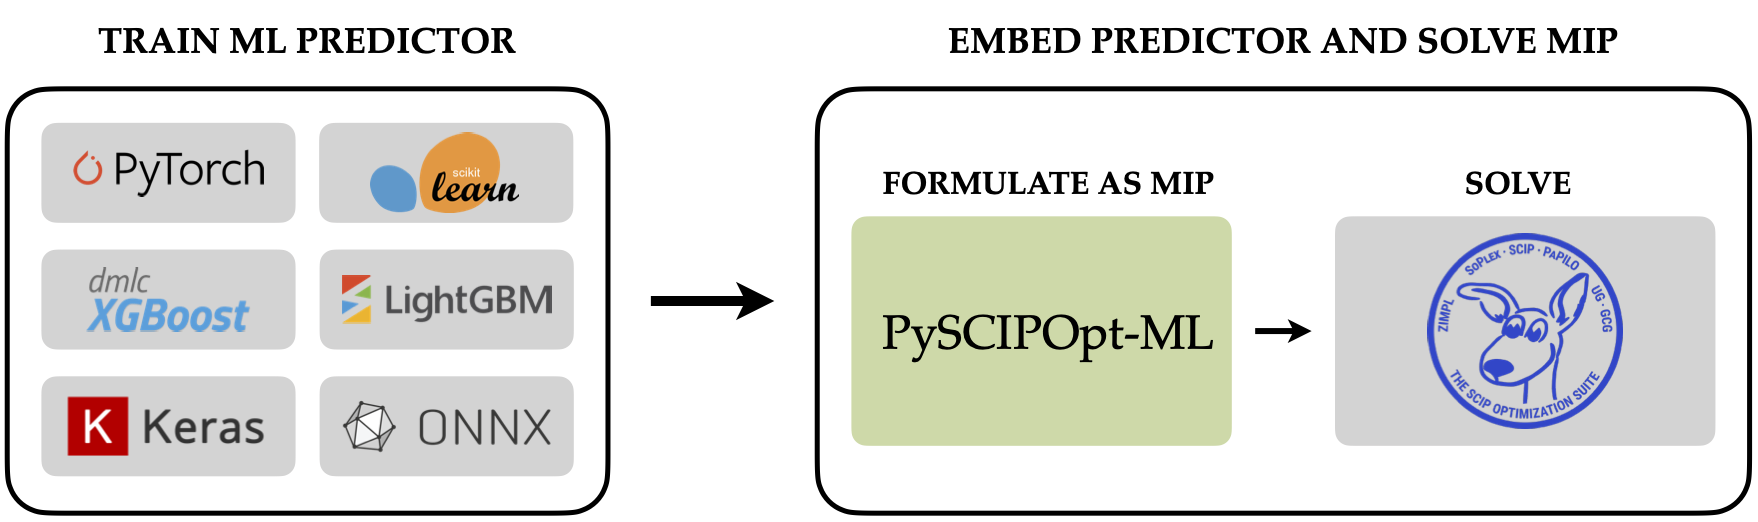 TRAIN ML PREDICTOR
PyTorch
scikit
learn
dmlc
XGBoost
LightGBM
K Keras
ONNX
EMBED PREDICTOR AND SOLVE MIP
FORMULATE AS MIP
PySCIPOpt-ML
SOLVE
ZIMPL
SOPLEX · SCIP · PAPILO
UG · GCG
THE SCIP OPTIMIZATION SUITE